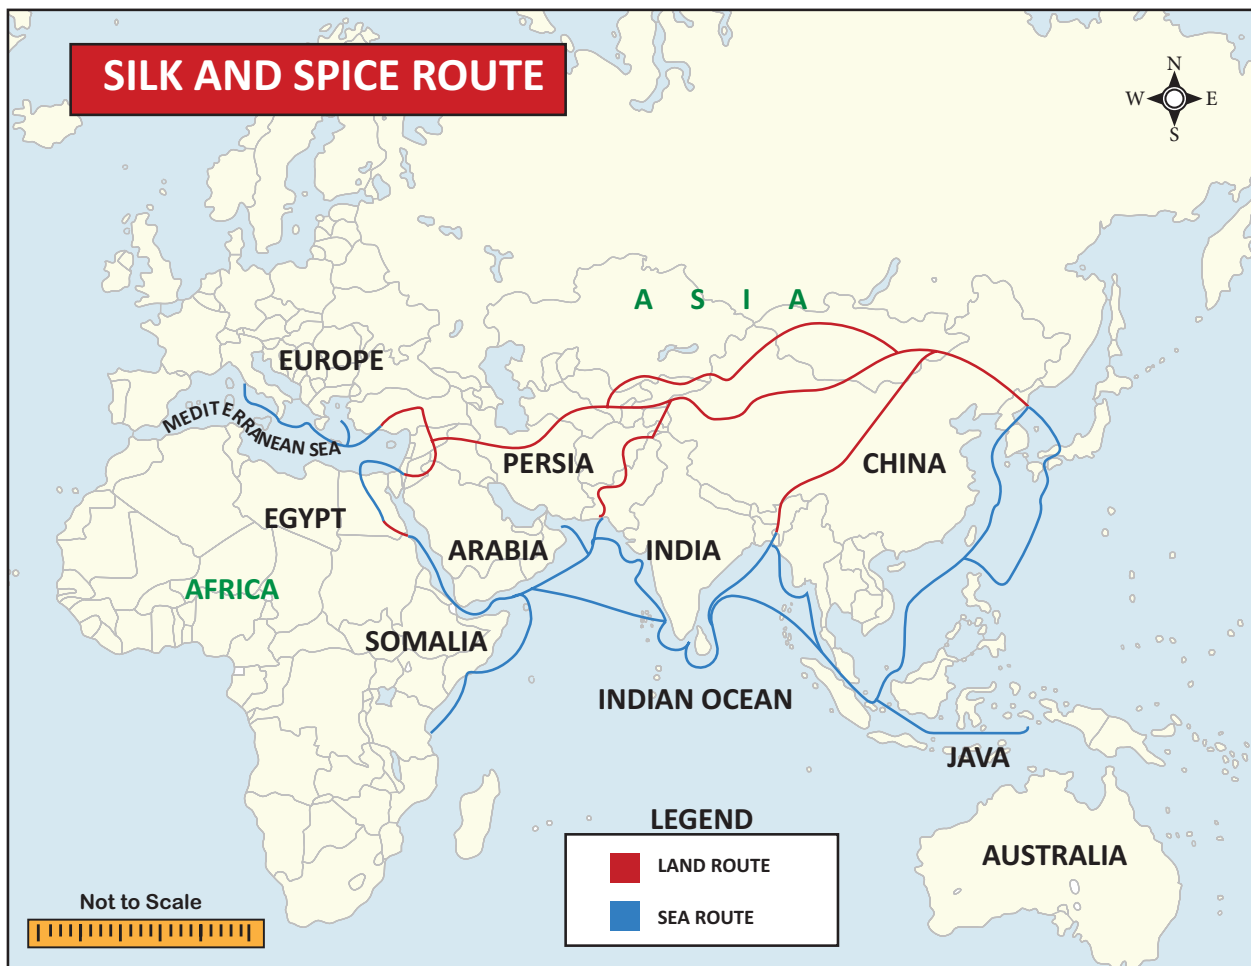 SILK AND SPICE ROUTE
N
W E
S
A S I A
EUROPE
MEDITERRANEAN SEA
PERSIA
CHINA
EGYPT
ARABIA
INDIA
AFRICA
SOMALIA
INDIAN OCEAN
JAVA
LEGEND
LAND ROUTE
SEA ROUTE
AUSTRALIA
Not to Scale